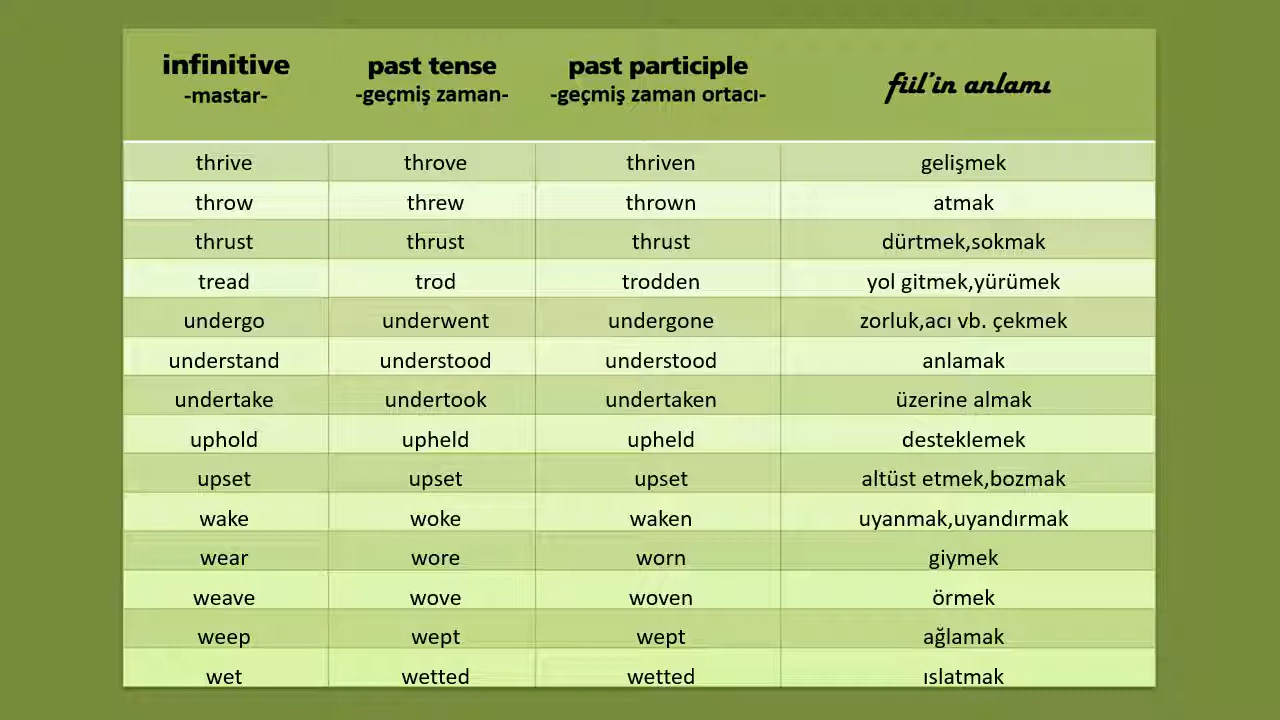 infinitive past tense past participle fiil'in anlamı
-mastar- -geçmiş zaman- -geçmiş zaman ortacı-
thrive throve thriven gelişmek
throw threw thrown atmak
thrust thrust thrust dürtmek,sokmak
tread trod trodden yol gitmek,yürümek
undergo underwent undergone zorluk,acı vb. çekmek
understand understood understood anlamak
undertake undertook undertaken üzerine almak
uphold upheld upheld desteklemek
upset upset upset altüst etmek,bozmak
wake woke waken uyanmak,uyandırmak
wear wore worn giymek
weave wove woven örmek
weep wept wept ağlamak
wet wetted wetted ıslatmak